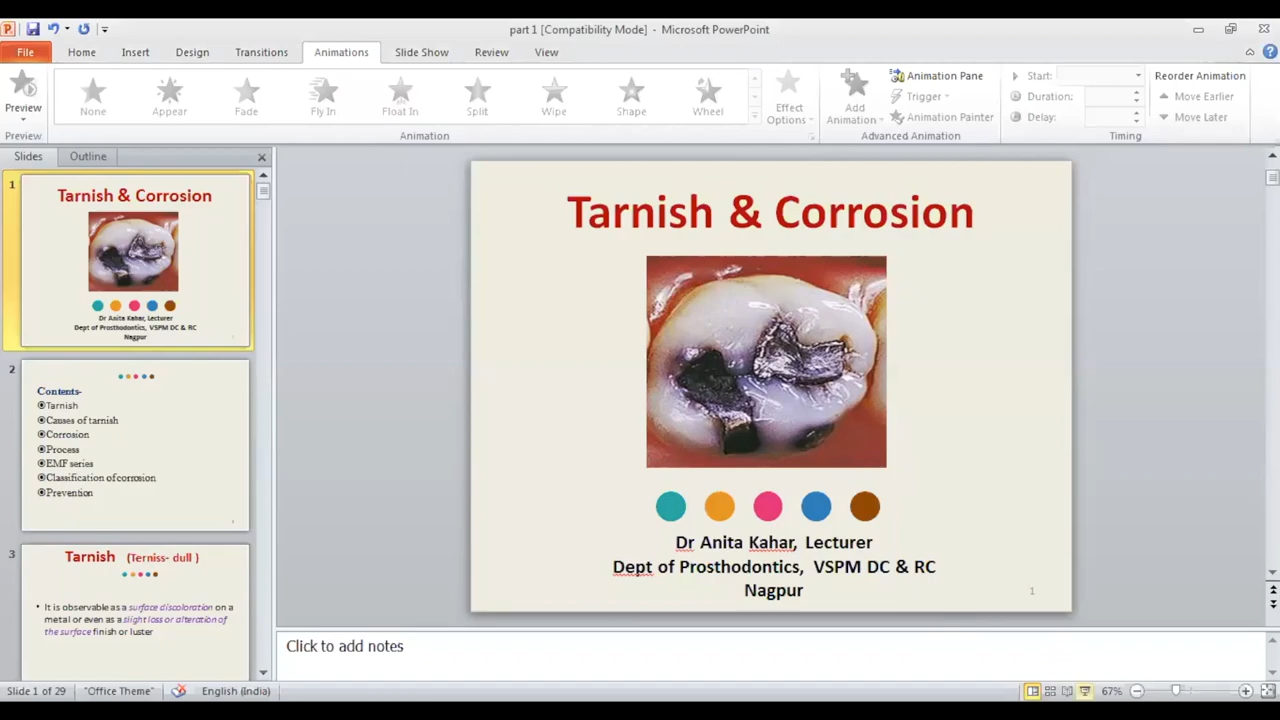 part 1 [Compatibility Mode] - Microsoft PowerPoint
File Home Insert Design Transitions Animations Slide Show Review View
Preview
None Appear Fade Fly In Float In Split Wipe Shape Wheel
Effect Options
Add Animation
Animation Pane
Trigger
Animation Painter
Start:
Duration:
Delay:
Reorder Animation
Move Earlier
Move Later
Preview Animation Advanced Animation Timing
Slides Outline
1
Tarnish & Corrosion
Dr Anita Kahar, Lecturer
Dept of Prosthodontics, VSPM DC & RC
Nagpur
2
Contents-
Tarnish
Causes of tarnish
Corrosion
Process
EMF series
Classification of corrosion
Prevention
3
Tarnish (Terniss- dull )
• It is observable as a surface discoloration on a
metal or even as a slight loss or alteration of
the surface finish or luster
Tarnish & Corrosion
Dr Anita Kahar, Lecturer
Dept of Prosthodontics, VSPM DC & RC
Nagpur
1
Click to add notes
Slide 1 of 29 "Office Theme" English (India) 67%